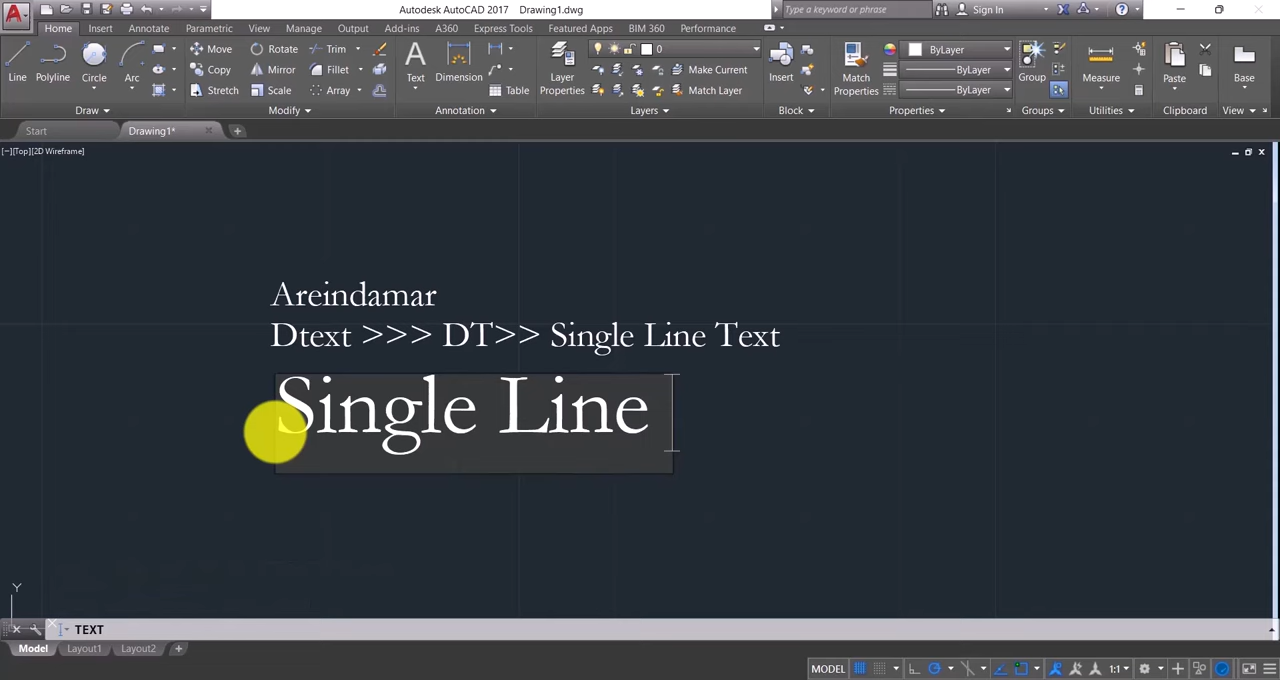 Autodesk AutoCAD 2017 Drawing1.dwg
Type a keyword or phrase
Sign In
Home Insert Annotate Parametric View Manage Output Add-ins A360 Express Tools Featured Apps BIM 360 Performance
Line Polyline Circle Arc
Move Rotate Trim
Copy Mirror Fillet
Stretch Scale Array
Text Dimension
Table
Layer Properties
0
Make Current
Match Layer
Insert
Match Properties
ByLayer
ByLayer
ByLayer
Group
Measure
Paste
Base
Draw Modify Annotation Layers Block Properties Groups Utilities Clipboard View
Start Drawing1*
[−][Top][2D Wireframe]
Areindamar
Dtext >>> DT>> Single Line Text
Single Line
Y
TEXT
Model Layout1 Layout2
MODEL 1:1